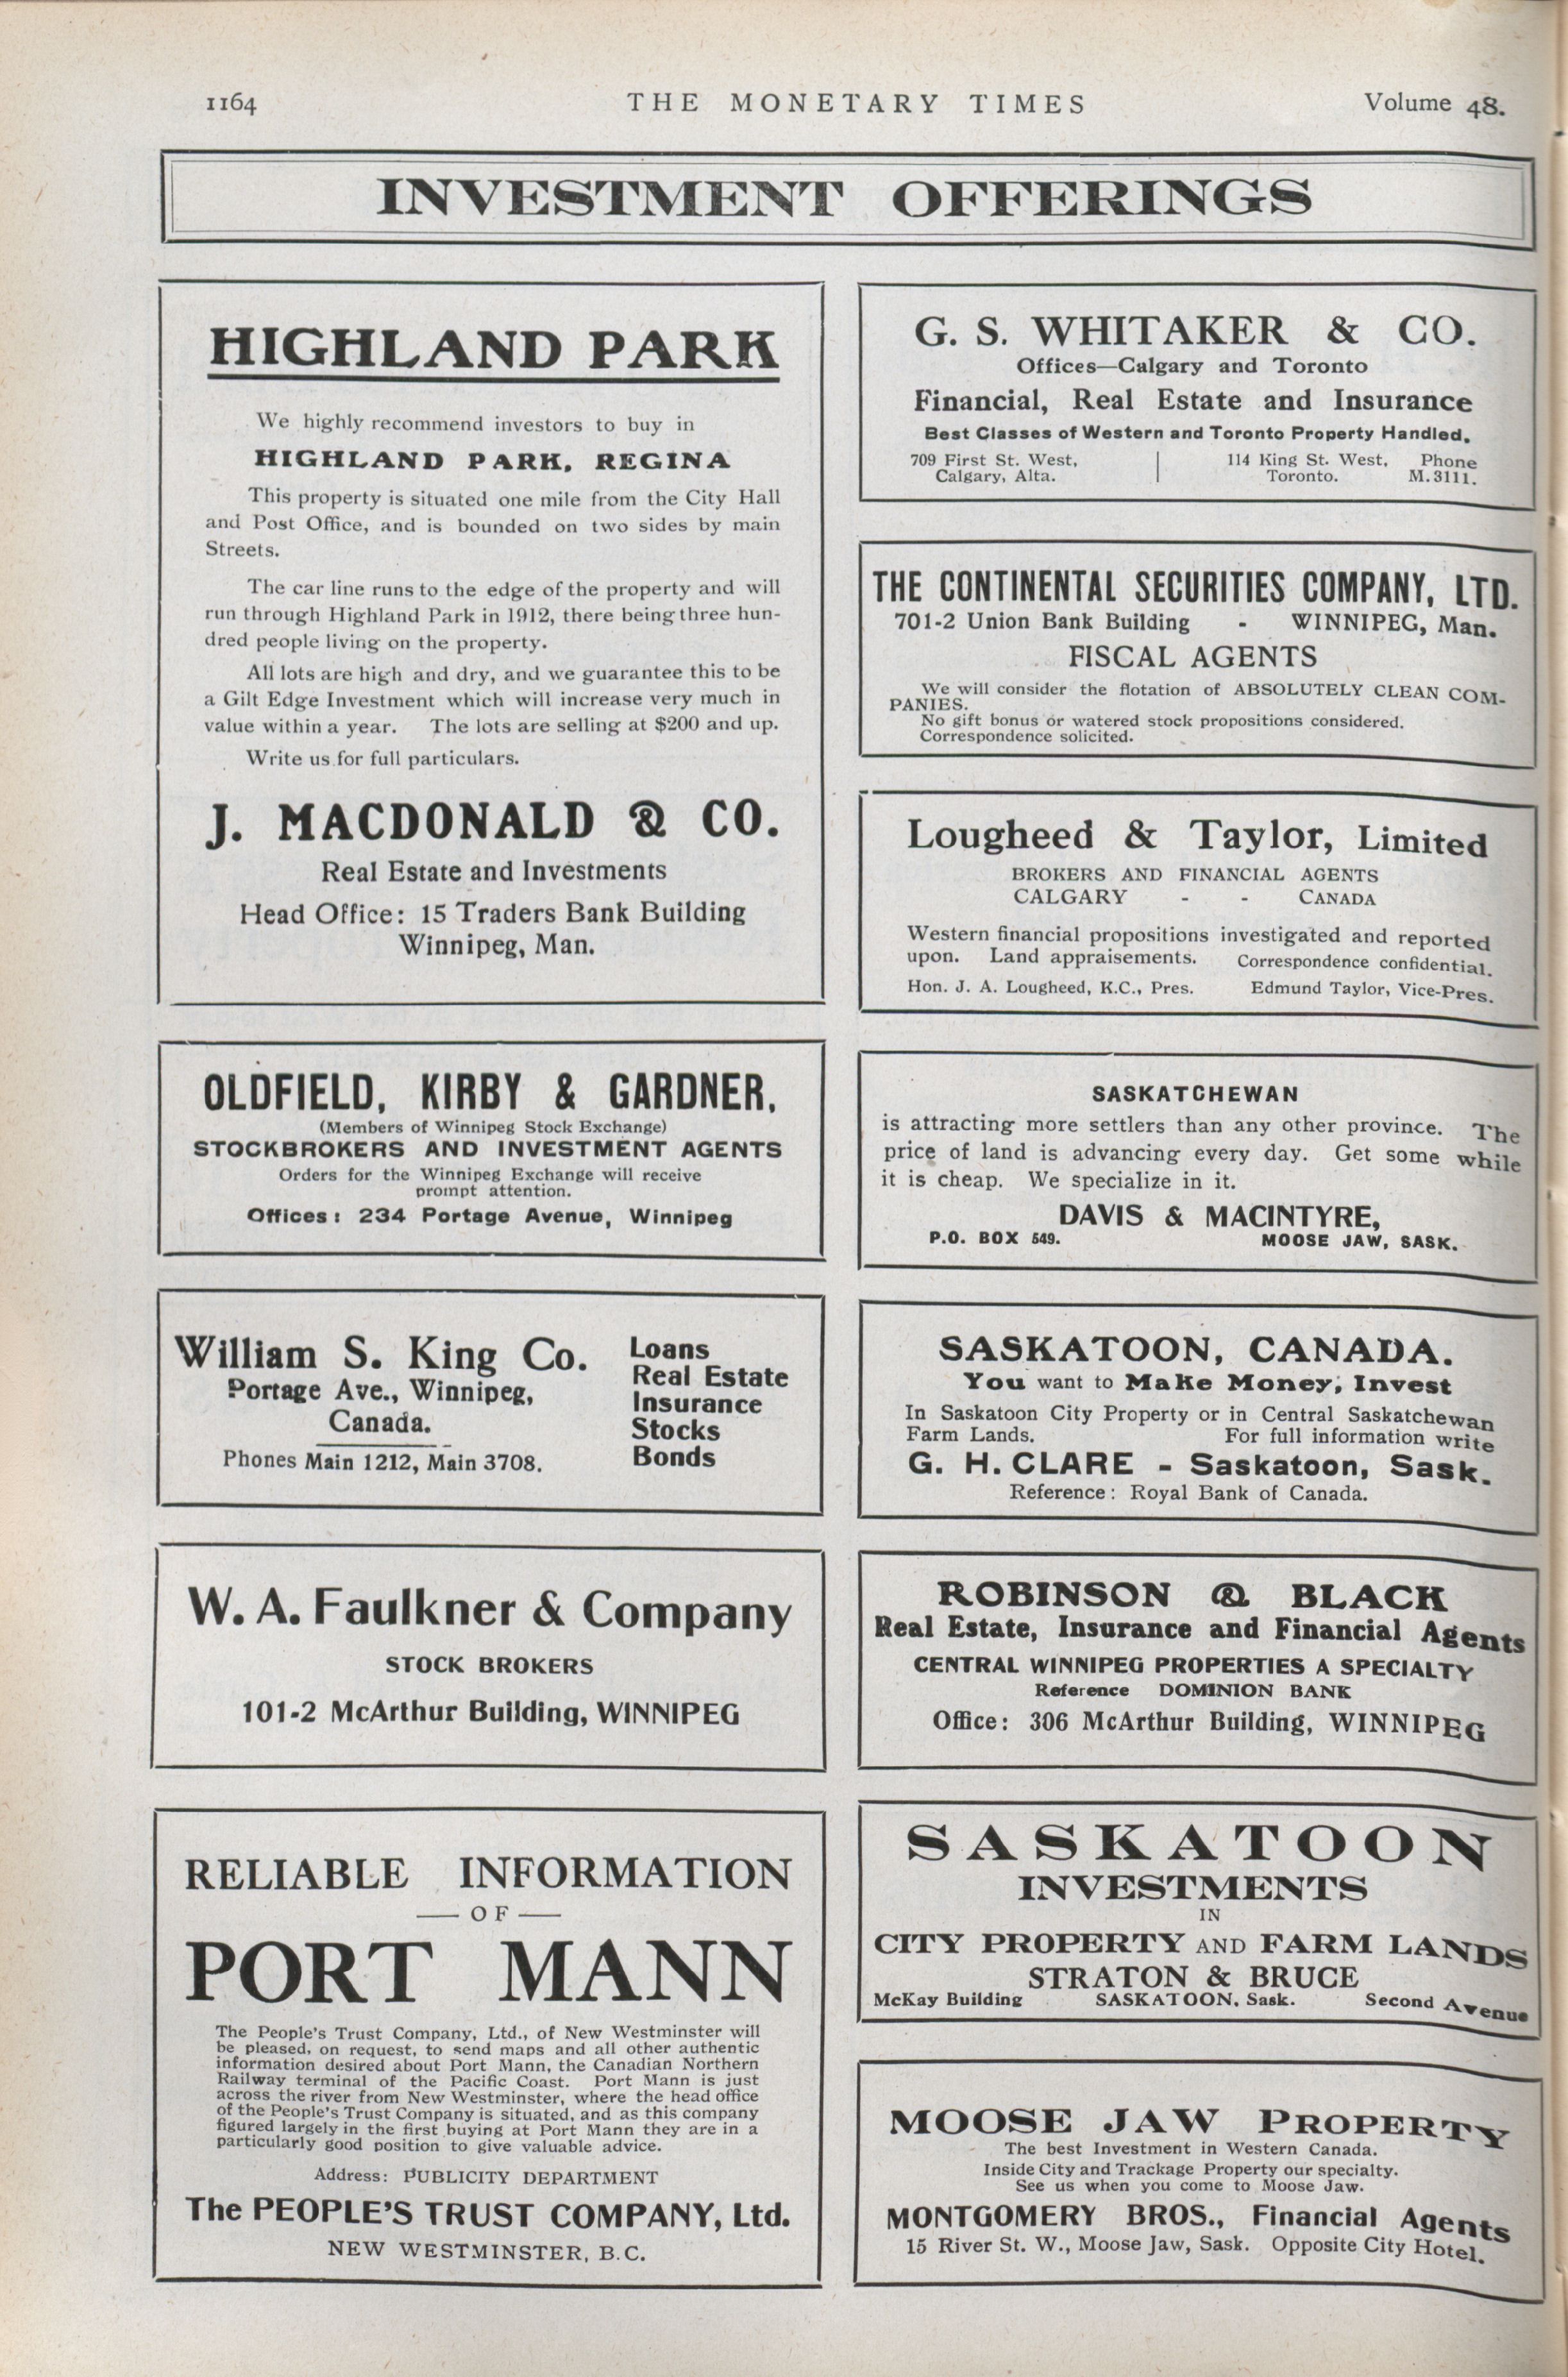 1164
THE MONETARY TIMES
Volume 48.
INVESTMENT OFFERINGS
HIGHLAND PARK
We highly recommend investors to buy in
HIGHLAND PARK, REGINA
This property is situated one mile from the City Hall
and Post Office, and is bounded on two sides by main
Streets.
The car line runs to the edge of the property and will
run through Highland Park in 1912, there being three hun-
dred people living on the property.
All lots are high and dry, and we guarantee this to be
a Gilt Edge Investment which will increase very much in
value within a year. The lots are selling at $200 and up.
Write us for full particulars.
J. MACDONALD & CO.
Real Estate and Investments
Head Office: 15 Traders Bank Building
Winnipeg, Man.
OLDFIELD, KIRBY & GARDNER,
(Members of Winnipeg Stock Exchange)
STOCKBROKERS AND INVESTMENT AGENTS
Orders for the Winnipeg Exchange will receive
prompt attention.
Offices: 234 Portage Avenue, Winnipeg
William S. King Co.
Portage Ave., Winnipeg,
Canada.
Phones Main 1212, Main 3708.
Loans
Real Estate
Insurance
Stocks
Bonds
W. A. Faulkner & Company
STOCK BROKERS
101-2 McArthur Building, WINNIPEG
RELIABLE INFORMATION
— OF —
PORT MANN
The People's Trust Company, Ltd., of New Westminster will
be pleased, on request, to send maps and all other authentic
information desired about Port Mann, the Canadian Northern
Railway terminal of the Pacific Coast. Port Mann is just
across the river from New Westminster, where the head office
of the People's Trust Company is situated, and as this company
figured largely in the first buying at Port Mann they are in a
particularly good position to give valuable advice.
Address: PUBLICITY DEPARTMENT
The PEOPLE'S TRUST COMPANY, Ltd.
NEW WESTMINSTER, B.C.
G. S. WHITAKER & CO.
Offices—Calgary and Toronto
Financial, Real Estate and Insurance
Best Classes of Western and Toronto Property Handled.
709 First St. West, 114 King St. West, Phone
Calgary, Alta. Toronto. M.3111.
THE CONTINENTAL SECURITIES COMPANY, LTD.
701-2 Union Bank Building - WINNIPEG, Man.
FISCAL AGENTS
We will consider the flotation of ABSOLUTELY CLEAN COM-
PANIES.
No gift bonus or watered stock propositions considered.
Correspondence solicited.
Lougheed & Taylor, Limited
BROKERS AND FINANCIAL AGENTS
CALGARY - - CANADA
Western financial propositions investigated and reported
upon. Land appraisements. Correspondence confidential.
Hon. J. A. Lougheed, K.C., Pres. Edmund Taylor, Vice-Pres.
SASKATCHEWAN
is attracting more settlers than any other province. The
price of land is advancing every day. Get some while
it is cheap. We specialize in it.
DAVIS & MACINTYRE,
P.O. BOX 549. MOOSE JAW, SASK.
SASKATOON, CANADA.
You want to Make Money, Invest
In Saskatoon City Property or in Central Saskatchewan
Farm Lands. For full information write
G. H. CLARE - Saskatoon, Sask.
Reference: Royal Bank of Canada.
ROBINSON & BLACK
Real Estate, Insurance and Financial Agents
CENTRAL WINNIPEG PROPERTIES A SPECIALTY
Reference DOMINION BANK
Office: 306 McArthur Building, WINNIPEG
SASKATOON
INVESTMENTS
IN
CITY PROPERTY AND FARM LANDS
STRATON & BRUCE
McKay Building SASKATOON, Sask. Second Avenue
MOOSE JAW PROPERTY
The best Investment in Western Canada.
Inside City and Trackage Property our specialty.
See us when you come to Moose Jaw.
MONTGOMERY BROS., Financial Agents
15 River St. W., Moose Jaw, Sask. Opposite City Hotel.